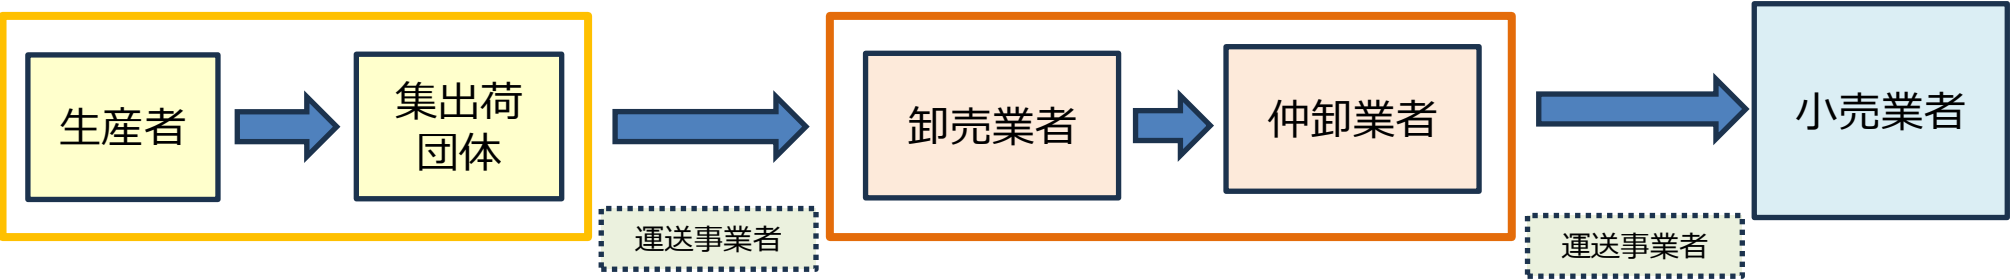 生産者
集出荷
団体
運送事業者
卸売業者
仲卸業者
運送事業者
小売業者